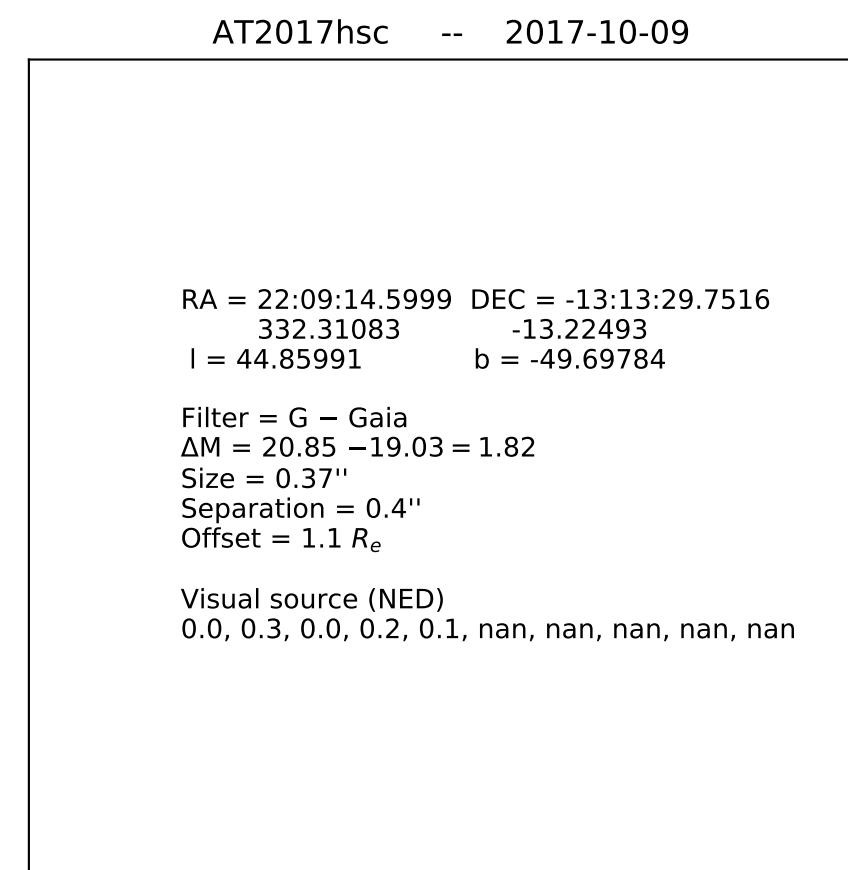 AT2017hsc -- 2017-10-09
RA = 22:09:14.5999 DEC = -13:13:29.7516
332.31083 -13.22493
l = 44.85991 b = -49.69784
Filter = G − Gaia
ΔM = 20.85 −19.03 = 1.82
Size = 0.37''
Separation = 0.4''
Offset = 1.1 Rₑ
Visual source (NED)
0.0, 0.3, 0.0, 0.2, 0.1, nan, nan, nan, nan, nan